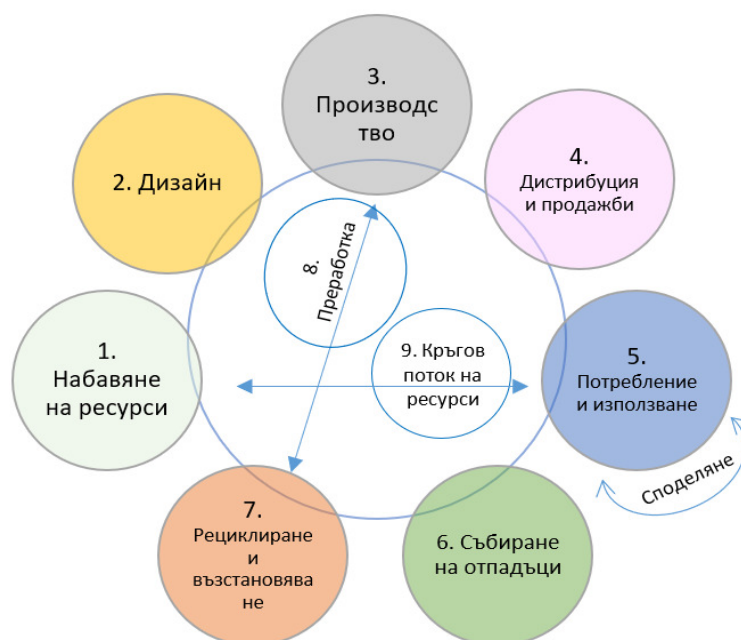 3.
Производс
тво
2. Дизайн
4.
Дистрибуция
и продажби
8.
Преработка
1.
Набавяне
на ресурси
9. Кръгов
поток на
ресурси
5.
Потребление
и използване
Споделяне
7.
Рециклиране
и
възстановява
не
6. Събиране
на отпадъци